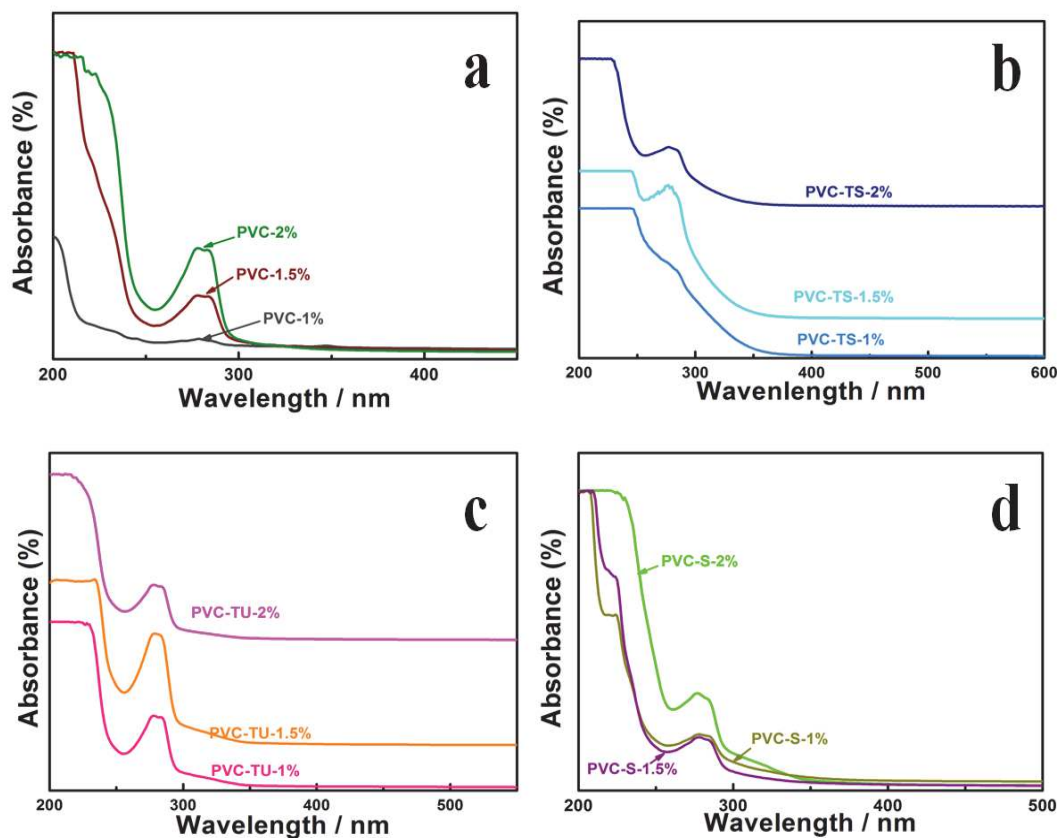 a
Absorbance (%)
PVC-2%
PVC-1.5%
PVC-1%
200 300 400
Wavelength / nm
b
Absorbance (%)
PVC-TS-2%
PVC-TS-1.5%
PVC-TS-1%
200 300 400 500 600
Wavenlength / nm
c
Absorbance (%)
PVC-TU-2%
PVC-TU-1.5%
PVC-TU-1%
200 300 400 500
Wavelength / nm
d
Absorbance (%)
PVC-S-2%
PVC-S-1%
PVC-S-1.5%
200 300 400 500
Wavelength / nm